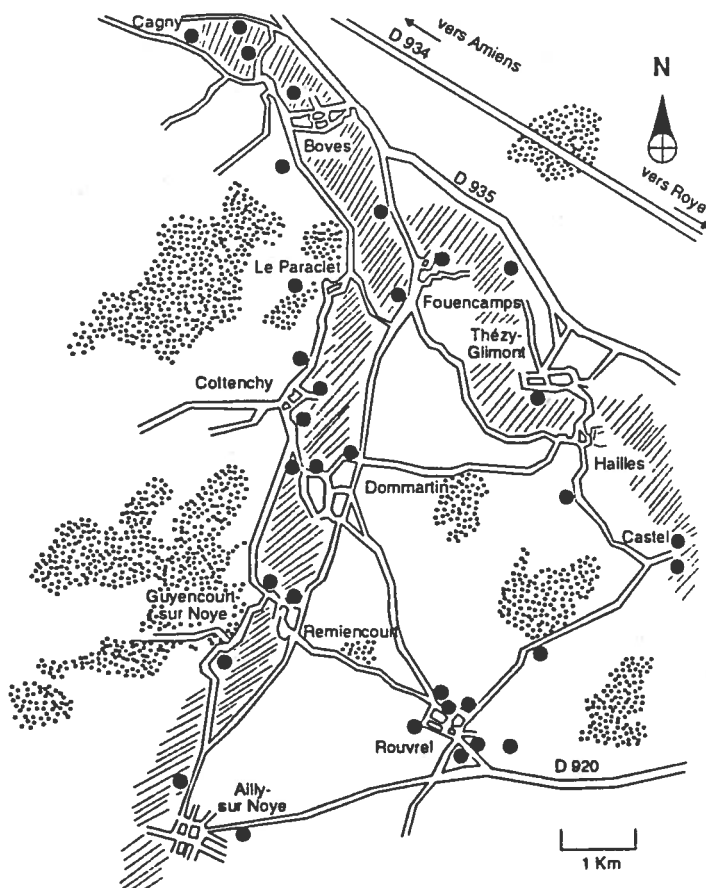 Cagny
D 934
vers Amiens
N
Boves
D 935
vers Roye
Le Paraclet
Fouencamps
Thézy-
Glimont
Cottenchy
Hailles
Dommartin
Castel
Guyencourt
sur Noye
Remiencourt
Rouvrel
D 920
Ailly-
sur Noye
1 Km